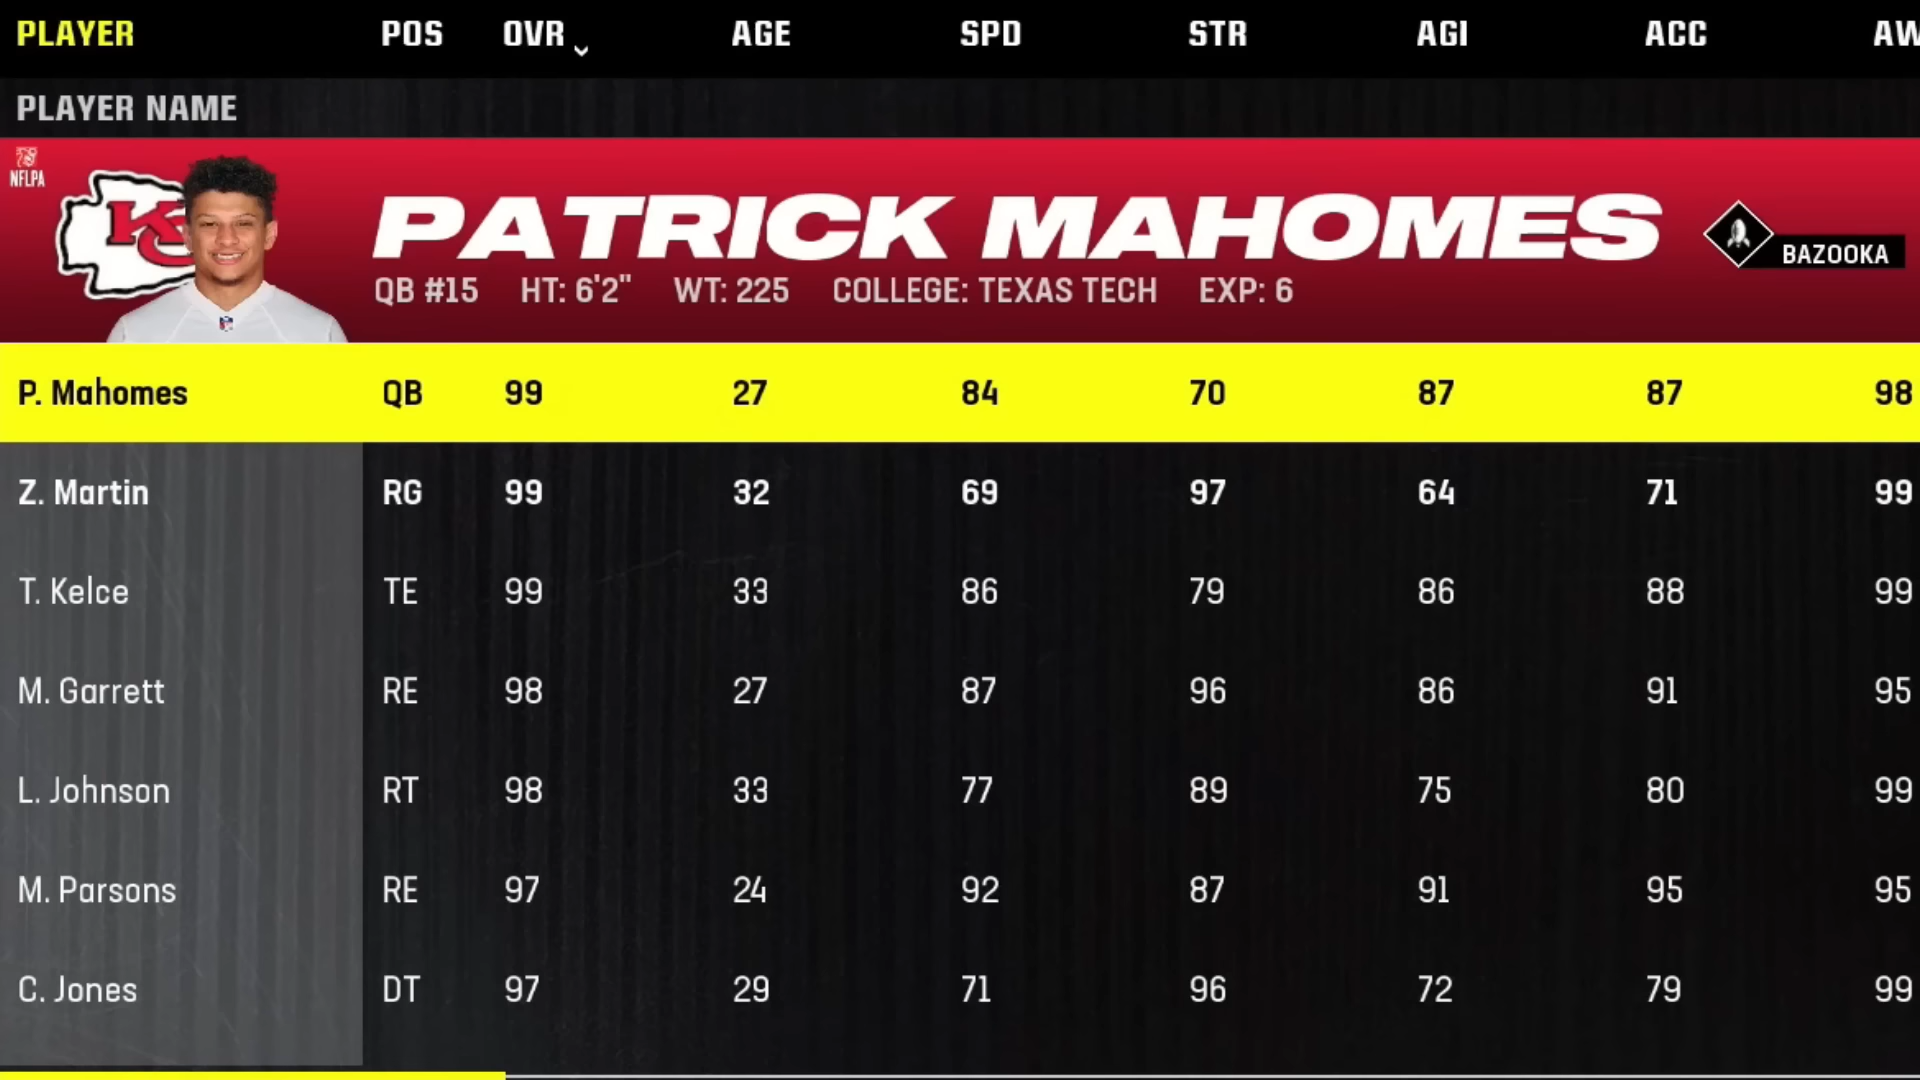 PLAYER POS OVR AGE SPD STR AGI ACC AW
PLAYER NAME
NFLPA
KC
PATRICK MAHOMES
BAZOOKA
QB #15 HT: 6'2" WT: 225 COLLEGE: TEXAS TECH EXP: 6
P. Mahomes QB 99 27 84 70 87 87 98
Z. Martin RG 99 32 69 97 64 71 99
T. Kelce TE 99 33 86 79 86 88 99
M. Garrett RE 98 27 87 96 86 91 95
L. Johnson RT 98 33 77 89 75 80 99
M. Parsons RE 97 24 92 87 91 95 95
C. Jones DT 97 29 71 96 72 79 99